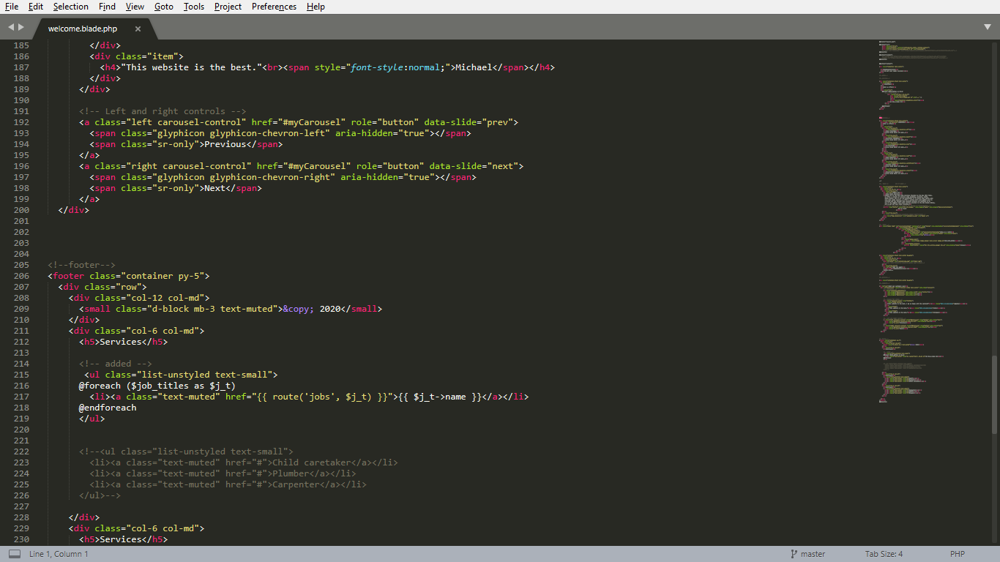 File Edit Selection Find View Goto Tools Project Preferences Help
welcome.blade.php ×
185 </div>
186 <div class="item">
187 <h4>"This website is the best."<br><span style="font-style:normal;">Michael</span></h4>
188 </div>
189 </div>
190
191 <!-- Left and right controls -->
192 <a class="left carousel-control" href="#myCarousel" role="button" data-slide="prev">
193 <span class="glyphicon glyphicon-chevron-left" aria-hidden="true"></span>
194 <span class="sr-only">Previous</span>
195 </a>
196 <a class="right carousel-control" href="#myCarousel" role="button" data-slide="next">
197 <span class="glyphicon glyphicon-chevron-right" aria-hidden="true"></span>
198 <span class="sr-only">Next</span>
199 </a>
200 </div>
201
202
203
204
205 <!--footer-->
206 <footer class="container py-5">
207 <div class="row">
208 <div class="col-12 col-md">
209 <small class="d-block mb-3 text-muted">&copy; 2020</small>
210 </div>
211 <div class="col-6 col-md">
212 <h5>Services</h5>
213
214 <!-- added -->
215 <ul class="list-unstyled text-small">
216 @foreach ($job_titles as $j_t)
217 <li><a class="text-muted" href="{{ route('jobs', $j_t) }}">{{ $j_t->name }}</a></li>
218 @endforeach
219 </ul>
220
221
222 <!--<ul class="list-unstyled text-small">
223 <li><a class="text-muted" href="#">Child caretaker</a></li>
224 <li><a class="text-muted" href="#">Plumber</a></li>
225 <li><a class="text-muted" href="#">Carpenter</a></li>
226 </ul>-->
227
228 </div>
229 <div class="col-6 col-md">
230 <h5>Services</h5>
Line 1, Column 1 master Tab Size: 4 PHP